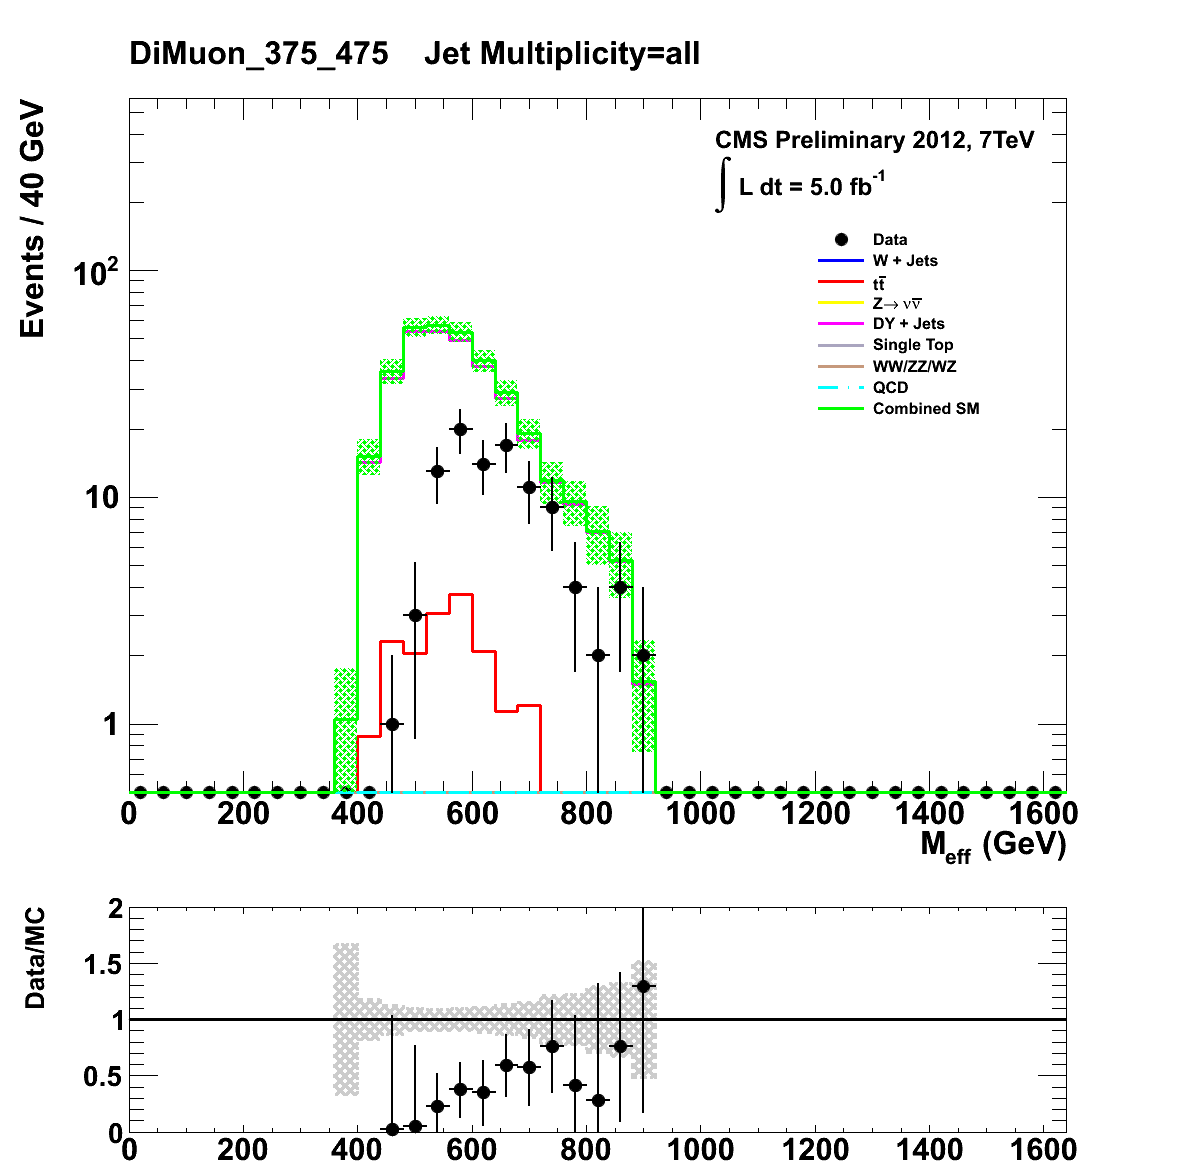 DiMuon_375_475 Jet Multiplicity=all
Events / 40 GeV
CMS Preliminary 2012, 7TeV
∫ L dt = 5.0 fb⁻¹
Data
W + Jets
tt̅
Z→ νν̅
DY + Jets
Single Top
WW/ZZ/WZ
QCD
Combined SM
10²
10
1
0 200 400 600 800 1000 1200 1400 1600
M_eff (GeV)
Data/MC
2
1.5
1
0.5
0
0 200 400 600 800 1000 1200 1400 1600